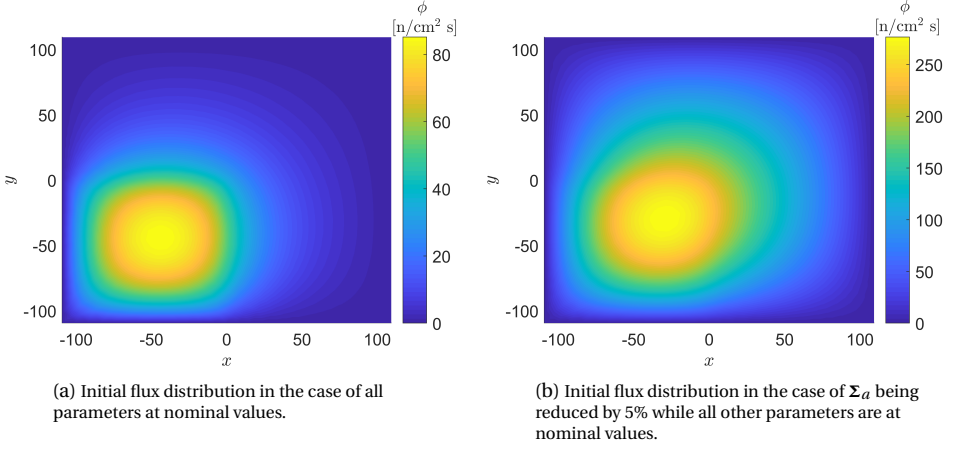 ϕ
[n/cm² s]
100
50
0
-50
-100
y
-100
-50
0
50
100
x
80
60
40
20
0
(a) Initial flux distribution in the case of all
parameters at nominal values.
ϕ
[n/cm² s]
100
50
0
-50
-100
y
-100
-50
0
50
100
x
250
200
150
100
50
0
(b) Initial flux distribution in the case of Σₐ being
reduced by 5% while all other parameters are at
nominal values.